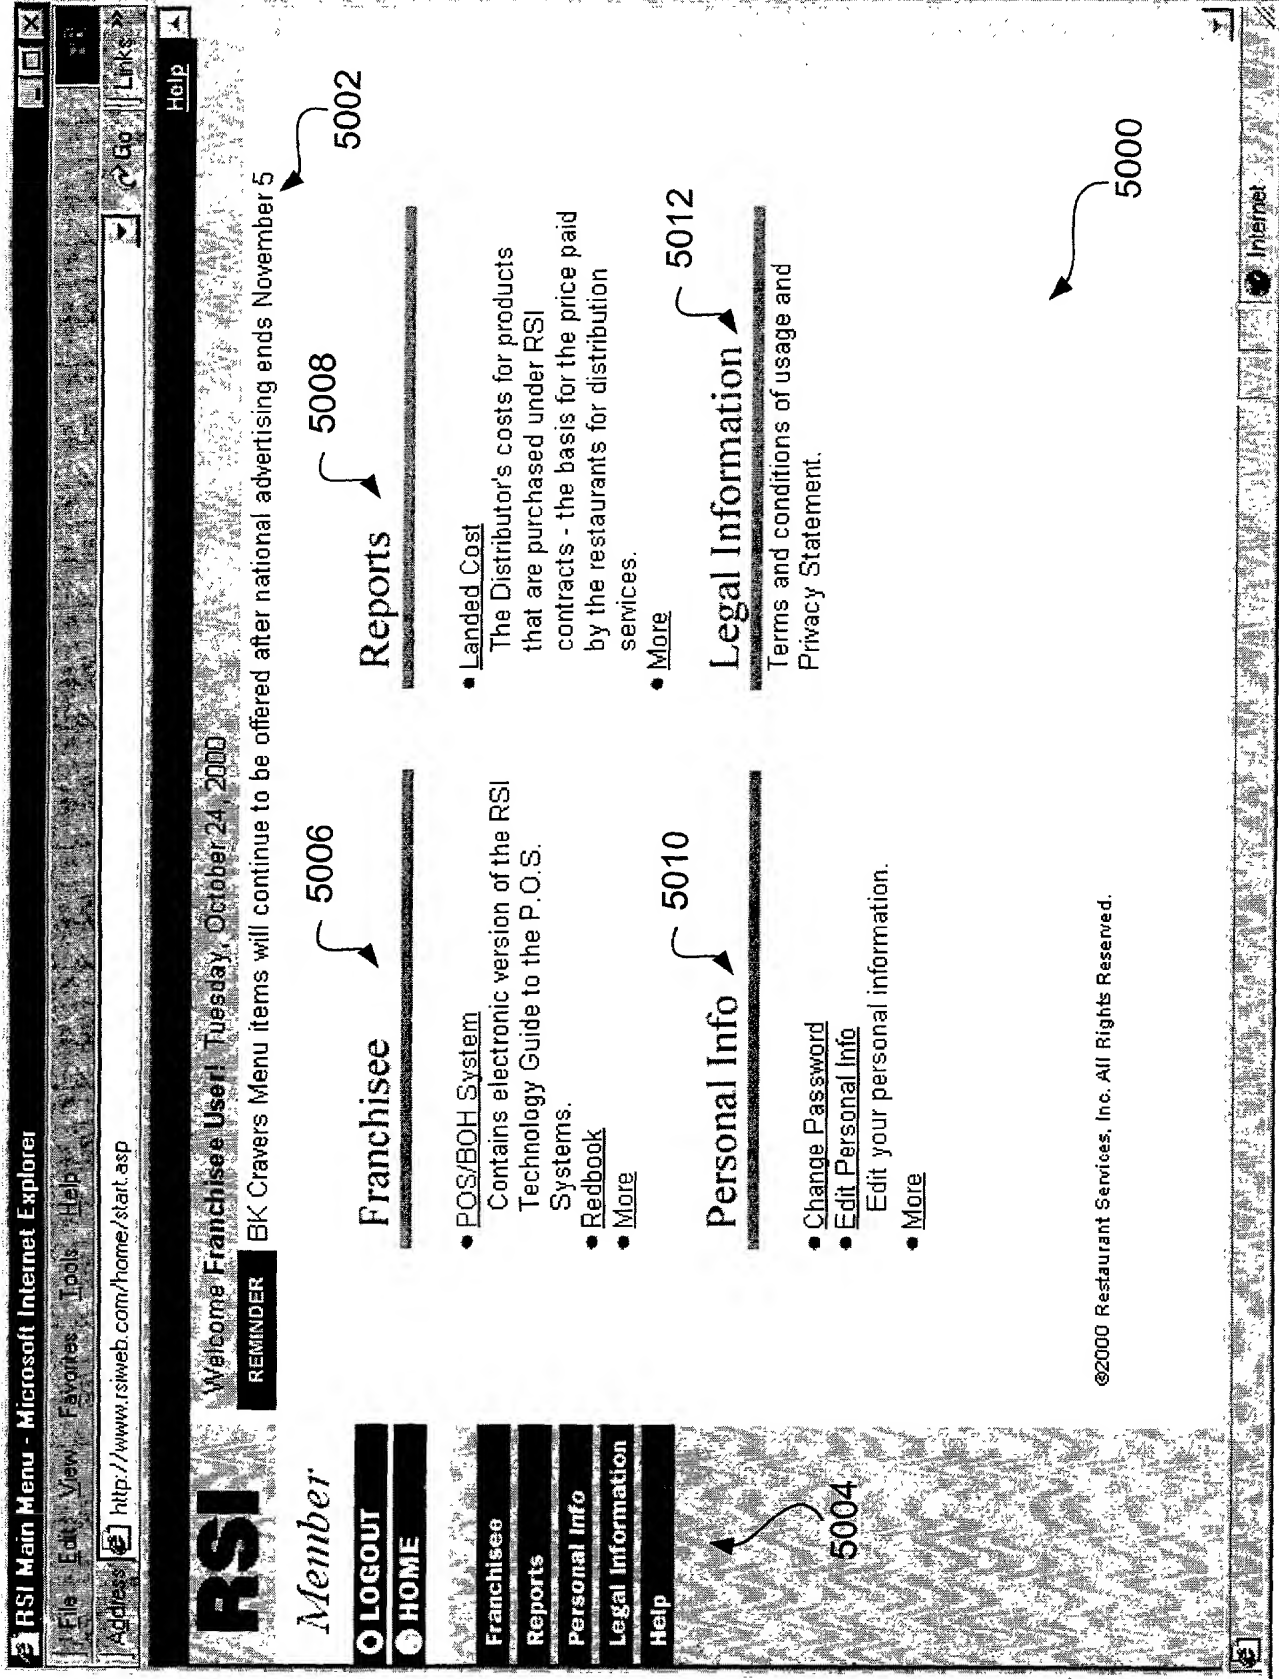 RSI Main Menu - Microsoft Internet Explorer
File Edit View Favorites Tools Help
Address http://www.rsiweb.com/home/start.asp Go Links »
Help
RSI
Welcome Franchisee User! Tuesday, October 24, 2000
REMINDER BK Cravers Menu items will continue to be offered after national advertising ends November 5
5002
Member
LOGOUT
HOME
Franchisee
Reports
Personal Info
Legal Information
Help
5004
5006
Franchisee
• POS/BOH System
Contains electronic version of the RSI
Technology Guide to the P.O.S.
Systems.
• Redbook
• More
5008
Reports
• Landed Cost
The Distributor's costs for products
that are purchased under RSI
contracts - the basis for the price paid
by the restaurants for distribution
services.
• More
5010
Personal Info
• Change Password
• Edit Personal Info
Edit your personal information.
• More
5012
Legal Information
Terms and conditions of usage and
Privacy Statement.
5000
©2000 Restaurant Services, Inc. All Rights Reserved.
Internet